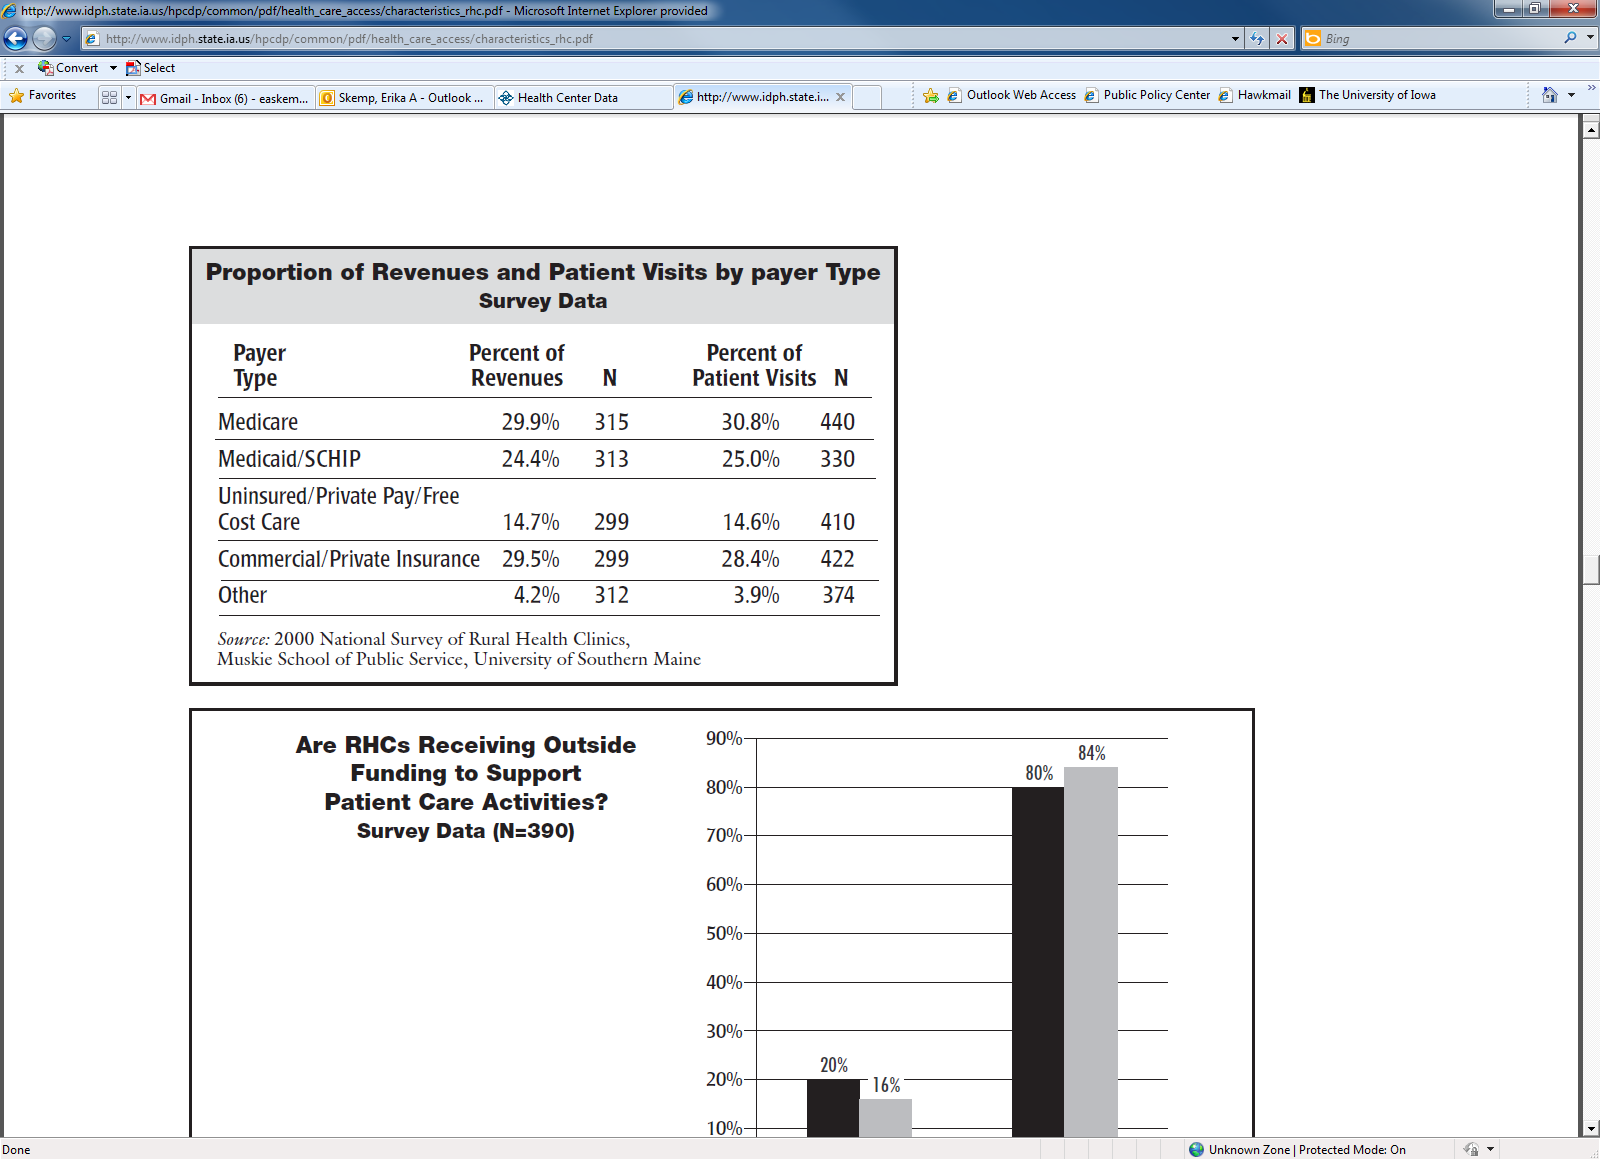 http://www.idph.state.ia.us/hpcdp/common/pdf/health_care_access/characteristics_rhc.pdf - Microsoft Internet Explorer provided
http://www.idph.state.ia.us/hpcdp/common/pdf/health_care_access/characteristics_rhc.pdf
Bing
x Convert Select
Favorites
Gmail - Inbox (6) - easkem...
Skemp, Erika A - Outlook ...
Health Center Data
http://www.idph.state.i...
Outlook Web Access
Public Policy Center
Hawkmail
The University of Iowa
Proportion of Revenues and Patient Visits by payer Type
Survey Data
Payer Percent of Percent of
Type Revenues N Patient Visits N
Medicare 29.9% 315 30.8% 440
Medicaid/SCHIP 24.4% 313 25.0% 330
Uninsured/Private Pay/Free
Cost Care 14.7% 299 14.6% 410
Commercial/Private Insurance 29.5% 299 28.4% 422
Other 4.2% 312 3.9% 374
Source: 2000 National Survey of Rural Health Clinics,
Muskie School of Public Service, University of Southern Maine
Are RHCs Receiving Outside
Funding to Support
Patient Care Activities?
Survey Data (N=390)
90%
84%
80%
80%
70%
60%
50%
40%
30%
20%
20%
16%
10%
Done
Unknown Zone | Protected Mode: On